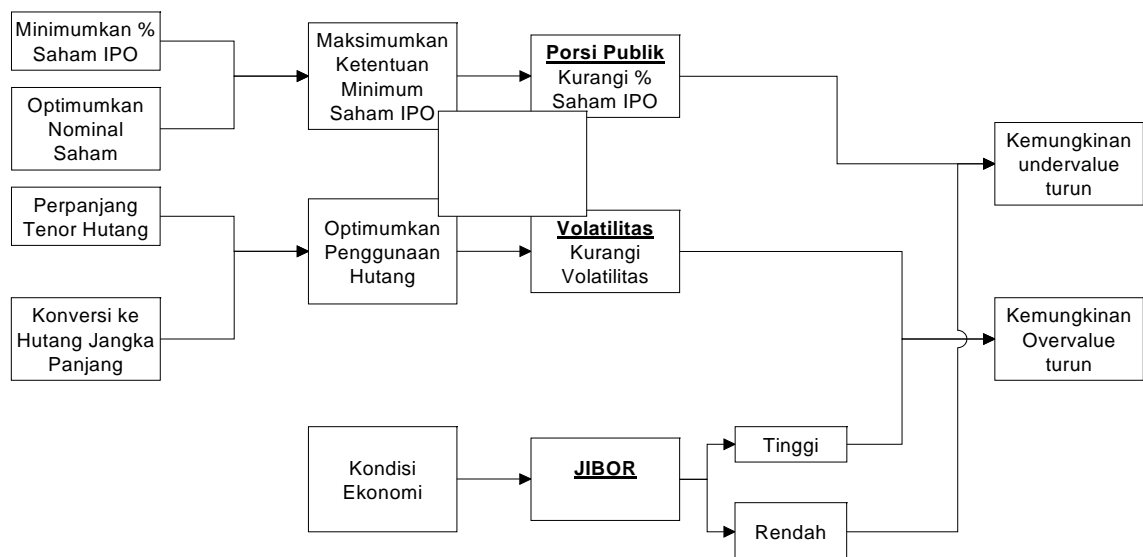 Minimumkan %
Saham IPO
Optimumkan
Nominal
Saham
Perpanjang
Tenor Hutang
Konversi ke
Hutang Jangka
Panjang
Maksimumkan
Ketentuan
Minimum
Saham IPO
Optimumkan
Penggunaan
Hutang
Kondisi
Ekonomi
Porsi Publik
Kurangi %
Saham IPO
Volatilitas
Kurangi
Volatilitas
JIBOR
Tinggi
Rendah
Kemungkinan
undervalue
turun
Kemungkinan
Overvalue
turun